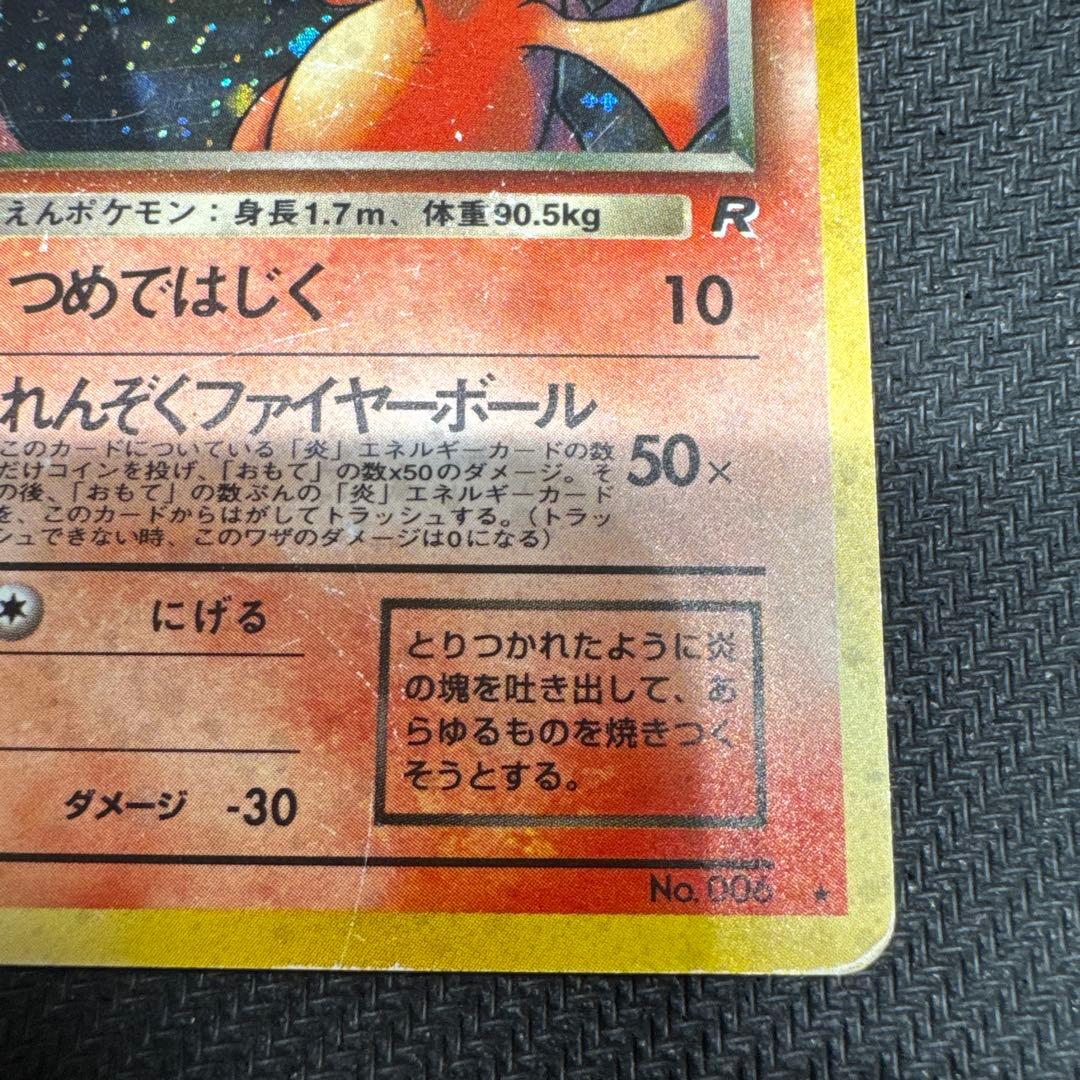 えんポケモン：身長1.7m、体重90.5kg
R
つめではじく 10
れんぞくファイヤーボール
50×
このカードについている「炎」エネルギーカードの数
だけコインを投げ、「おもて」の数x50のダメージ。そ
の後、「おもて」の数ぶんの「炎」エネルギーカード
を、このカードからはがしてトラッシュする。（トラッ
シュできない時、このワザのダメージは0になる）
にげる
とりつかれたように炎
の塊を吐き出して、あ
らゆるものを焼きつく
そうとする。
ダメージ -30
No. 006 ★